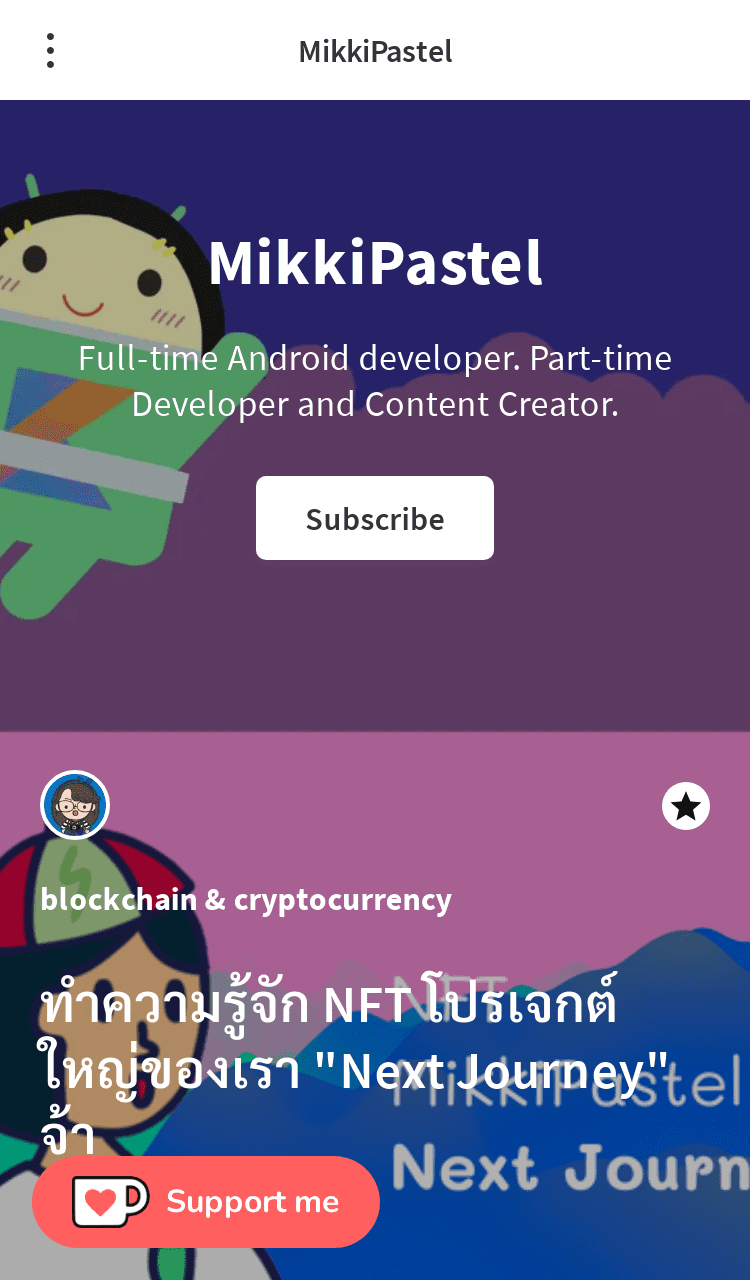 MikkiPastel
MikkiPastel
Full-time Android developer. Part-time
Developer and Content Creator.
Subscribe
blockchain & cryptocurrency
ทำความรู้จัก NFT โปรเจกต์
ใหญ่ของเรา "Next Journey"
จ้า
NFT
MikkiPastel
Next Journ
Support me